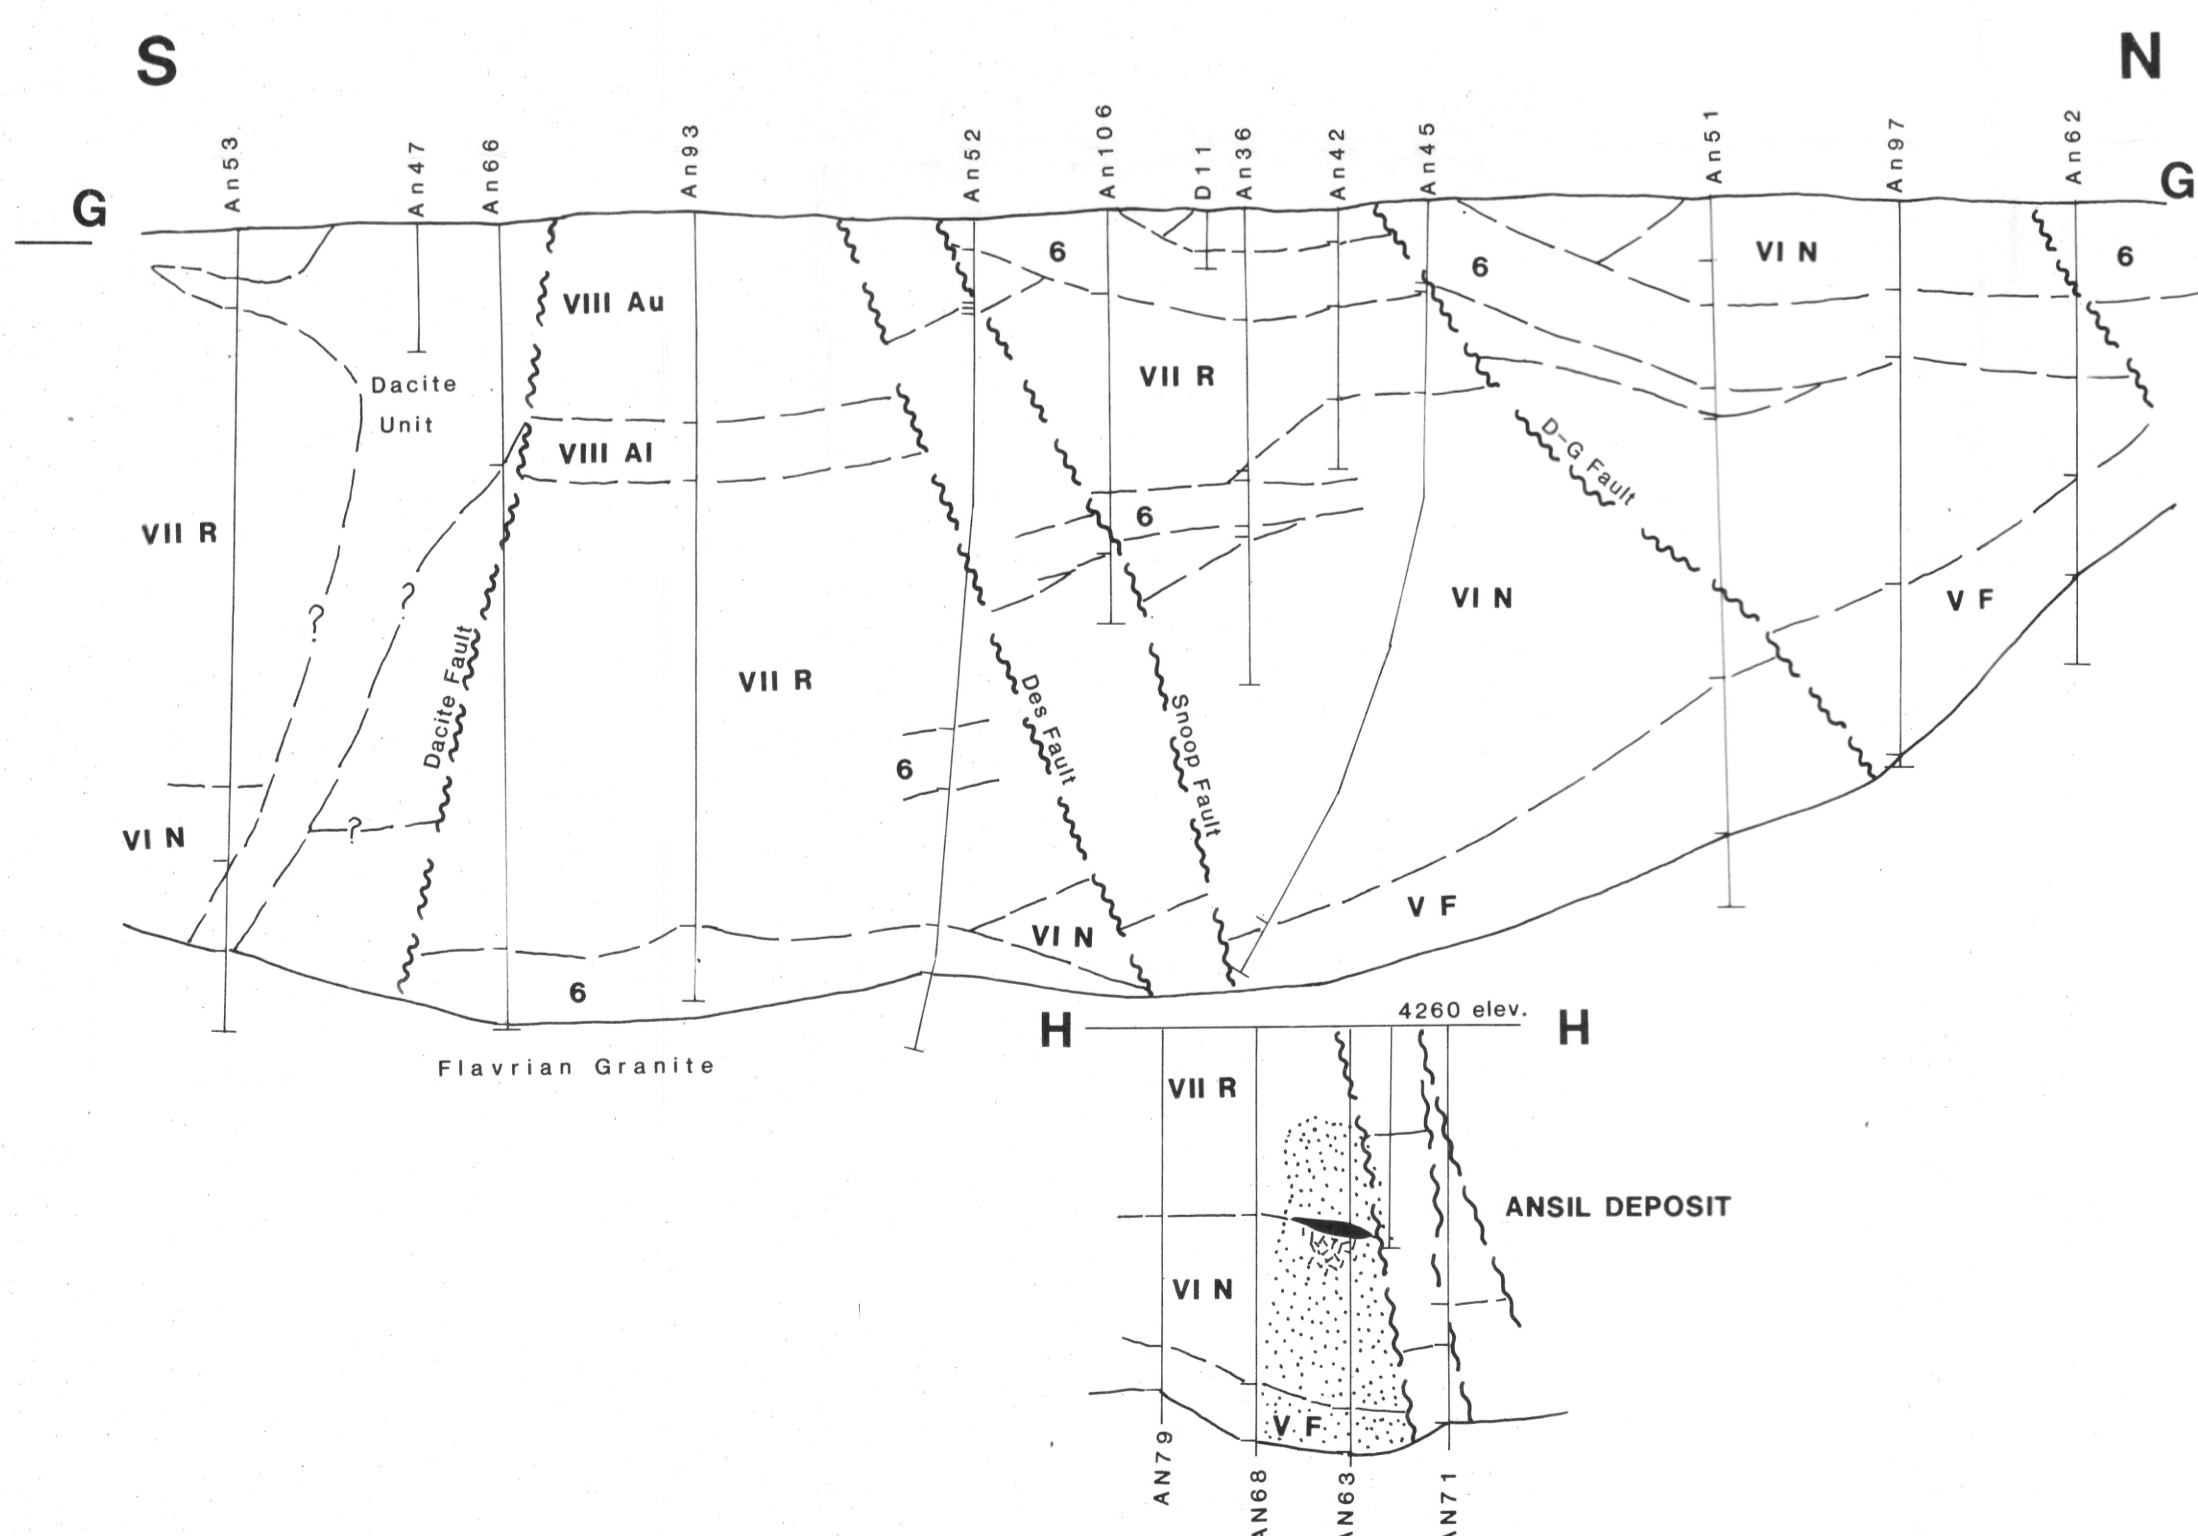 S
N
G
G
An53
An47
An66
An93
An52
An106
D11
An36
An42
An45
An51
An97
An62
6
6
VI N
6
VIII Au
VII R
Dacite
Unit
VIII Al
D-G Fault
6
VII R
VI N
V F
?
?
Dacite Fault
VII R
Des Fault
Snoop Fault
6
VI N
?
V F
VI N
6
4260 elev.
H
H
Flavrian Granite
VII R
ANSIL DEPOSIT
VI N
V F
AN79
AN68
AN63
AN71